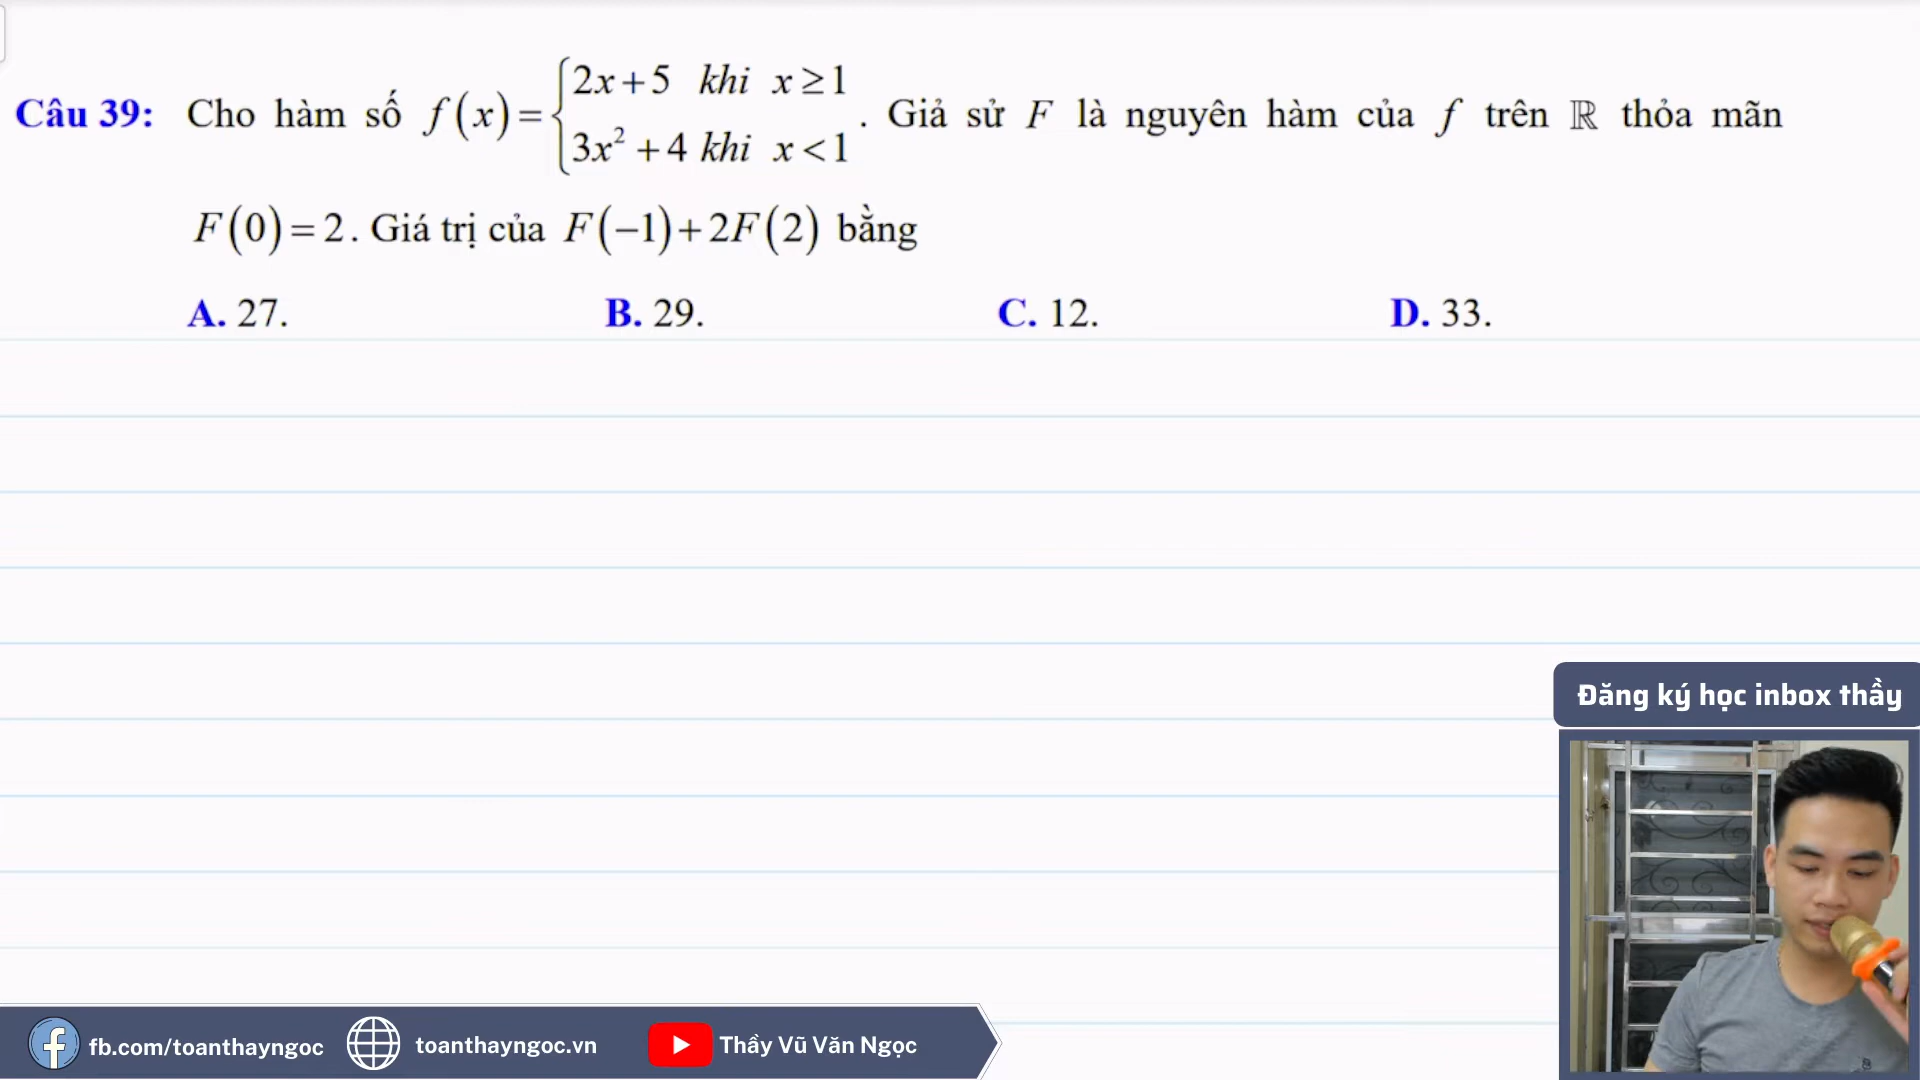 Câu 39: Cho hàm số f(x) = { 2x+5 khi x ≥ 1 ; 3x² + 4 khi x < 1 . Giả sử F là nguyên hàm của f trên ℝ thỏa mãn
F(0) = 2. Giá trị của F(−1) + 2F(2) bằng
A. 27. B. 29. C. 12. D. 33.
Đăng ký học inbox thầy
fb.com/toanthayngoc toanthayngoc.vn Thầy Vũ Văn Ngọc